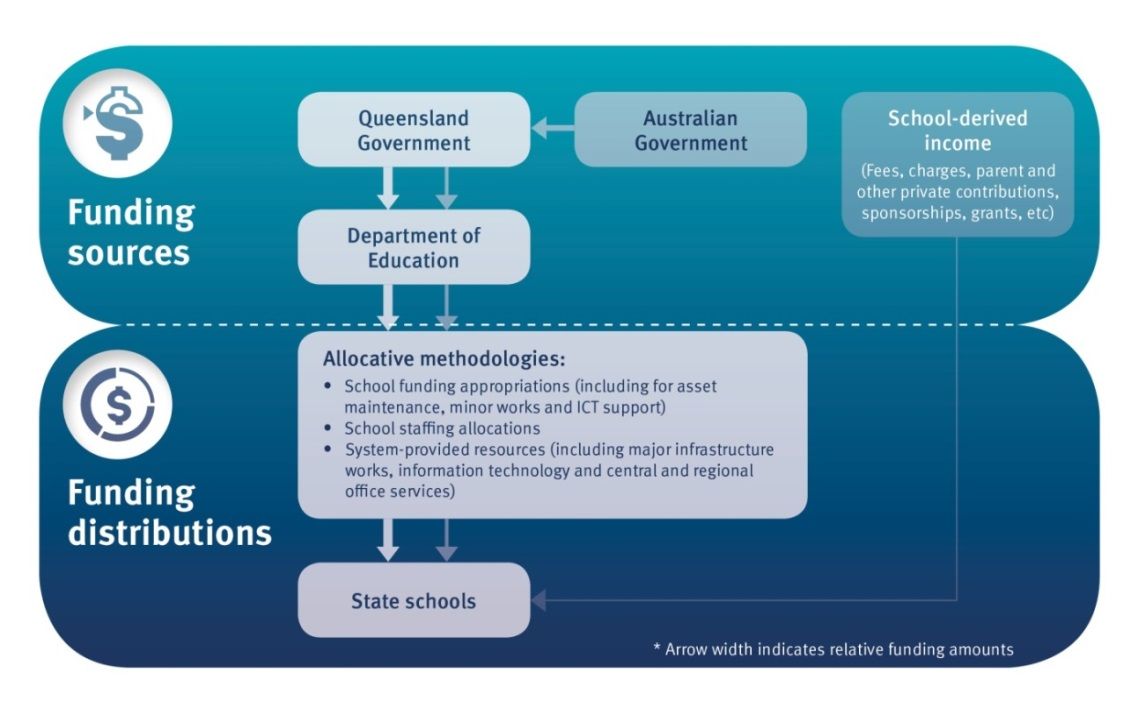 Funding
sources
Queensland
Government
Australian
Government
School-derived
income
(Fees, charges, parent and
other private contributions,
sponsorships, grants, etc)
Department of
Education
Funding
distributions
Allocative methodologies:
• School funding appropriations (including for asset
maintenance, minor works and ICT support)
• School staffing allocations
• System-provided resources (including major infrastructure
works, information technology and central and regional
office services)
State schools
* Arrow width indicates relative funding amounts